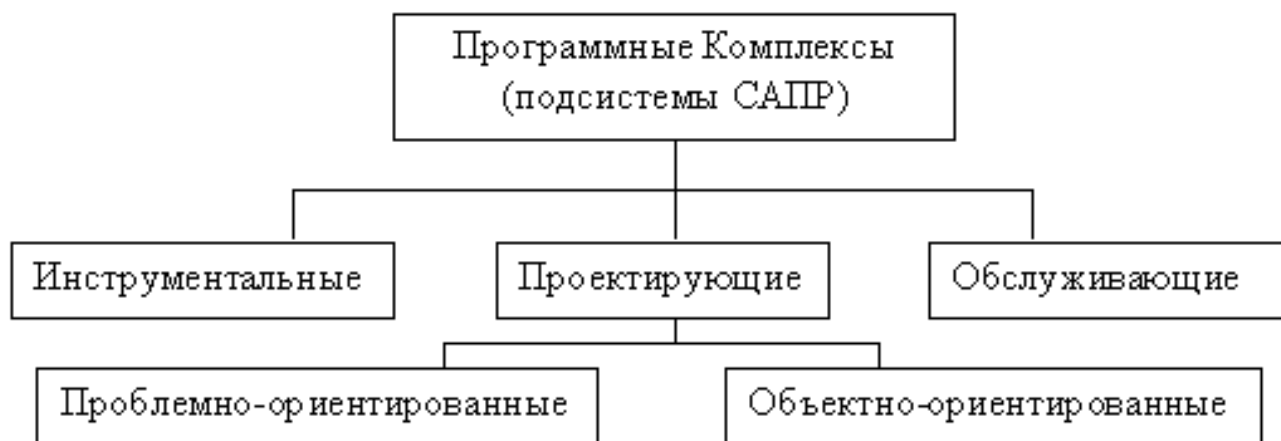 Программные Комплексы
(подсистемы САПР)
Инструментальные
Проектирующие
Обслуживающие
Проблемно-ориентированные
Объектно-ориентированные